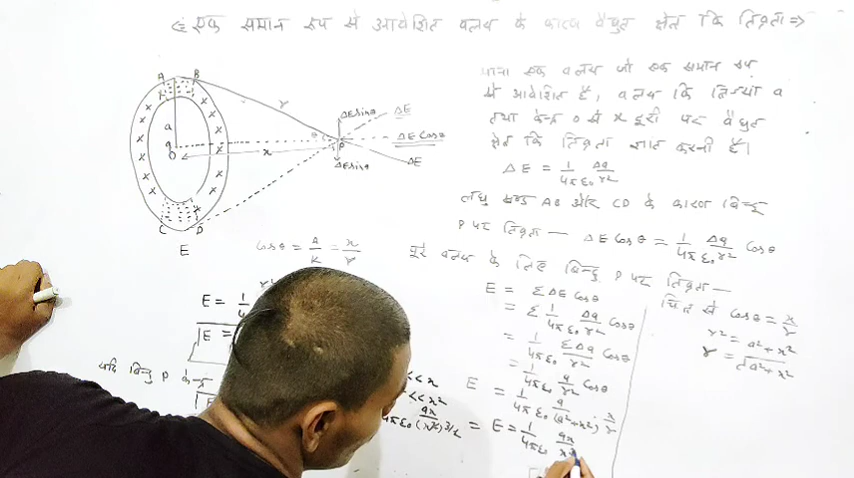 एक समान रूप से आवेशित वलय के कारण वैधुत क्षेत्र कि तिव्रता ⇒
माना एक वलय जो एक समान रूप
से आवेशित है, वलय कि त्रिज्या a
तथा केन्द्र O से x दूरी पर वैधुत
क्षेत्र कि तिव्रता ज्ञात करनी है।
ΔE = 1/4πε₀ Δq/r²
लघु खण्ड AB और CD के कारण बिन्दू
P पर तिव्रता — ΔE Cosθ = 1/4πε₀ Δq/r² Cosθ
पूरे वलय के लिए बिन्दू P पर तिव्रता —
E = Σ ΔE Cosθ
= Σ 1/4πε₀ Δq/r² Cosθ
= 1/4πε₀ ΣΔq/r² Cosθ
= 1/4πε₀ q/r² Cosθ
E = 1/4πε₀ q/(a²+x²) · x/r
चित्र से Cosθ = x/r
r² = a² + x²
r = √a²+x²
A B
r
a
O
x
θ
P
ΔE sinθ
ΔE
ΔE Cosθ
ΔE sinθ
ΔE
C D
E
Cosθ = A/K = x/r
E =
E =
यदि बिन्दु P
<< x
<< x²
qx
4πε₀ (x²)3/2 = E = 1/4πε₀ qx